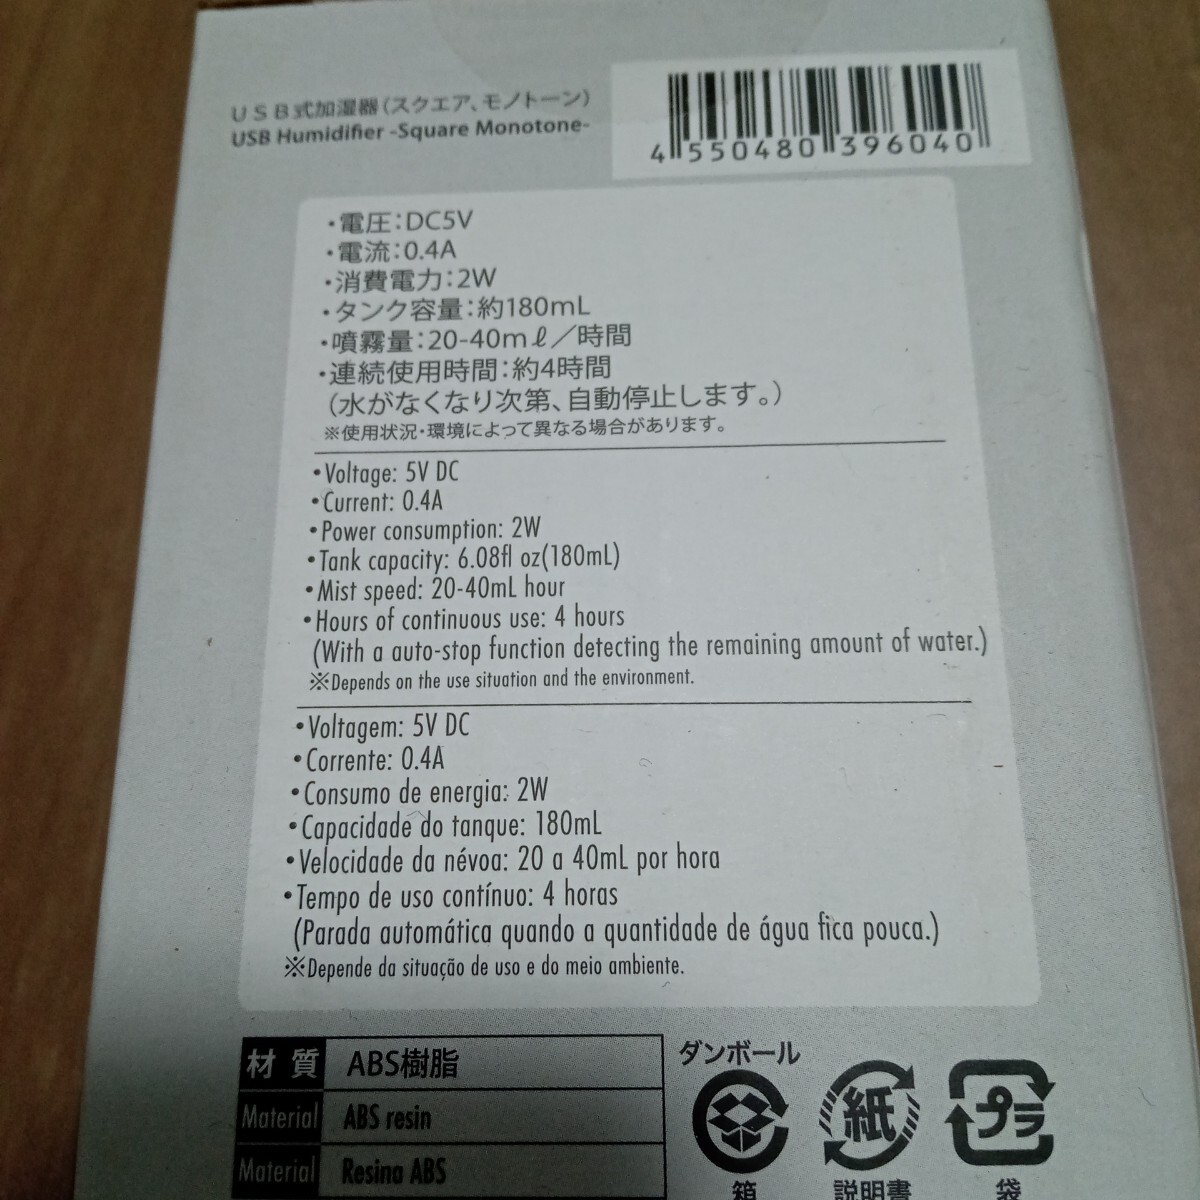 USB式加湿器(スクエア、モノトーン)
USB Humidifier -Square Monotone-
4 550480 396040
・電圧：DC5V
・電流：0.4A
・消費電力：2W
・タンク容量：約180mL
・噴霧量：20-40mℓ／時間
・連続使用時間：約4時間
(水がなくなり次第、自動停止します。)
※使用状況・環境によって異なる場合があります。
・Voltage: 5V DC
・Current: 0.4A
・Power consumption: 2W
・Tank capacity: 6.08fl oz(180mL)
・Mist speed: 20-40mL hour
・Hours of continuous use: 4 hours
(With a auto-stop function detecting the remaining amount of water.)
※Depends on the use situation and the environment.
・Voltagem: 5V DC
・Corrente: 0.4A
・Consumo de energia: 2W
・Capacidade do tanque: 180mL
・Velocidade da névoa: 20 a 40mL por hora
・Tempo de uso contínuo: 4 horas
(Parada automática quando a quantidade de água fica pouca.)
※Depende da situação de uso e do meio ambiente.
材質 ABS樹脂
Material ABS resin
Material Resina ABS
ダンボール
紙
プラ
箱
説明書
袋